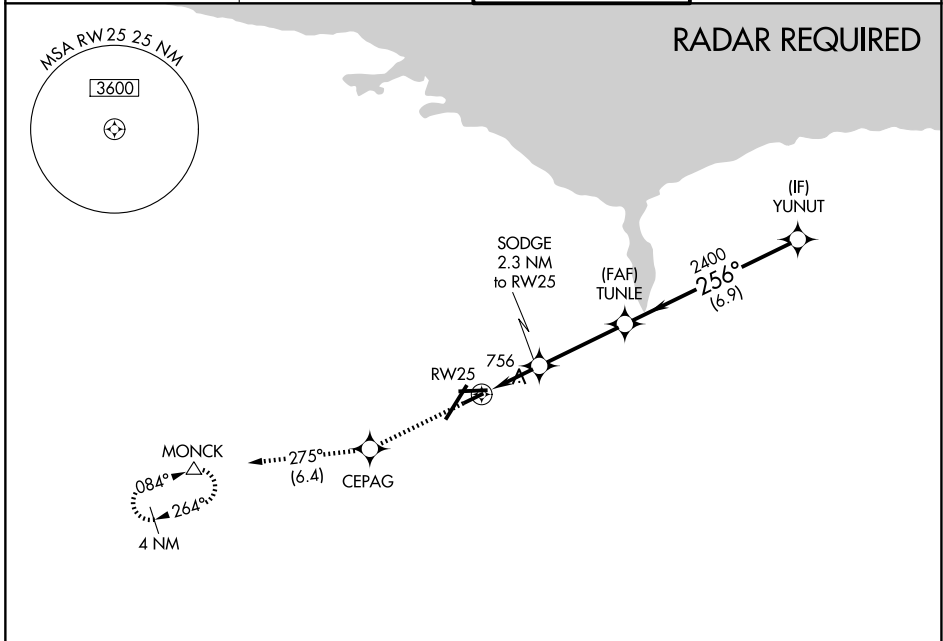 MSA RW25 25 NM
3600
RADAR REQUIRED
(IF)
YUNUT
SODGE
2.3 NM
to RW25
(FAF)
TUNLE
2400
256°
(6.9)
756
RW25
MONCK
275°
(6.4)
CEPAG
084°
264°
4 NM